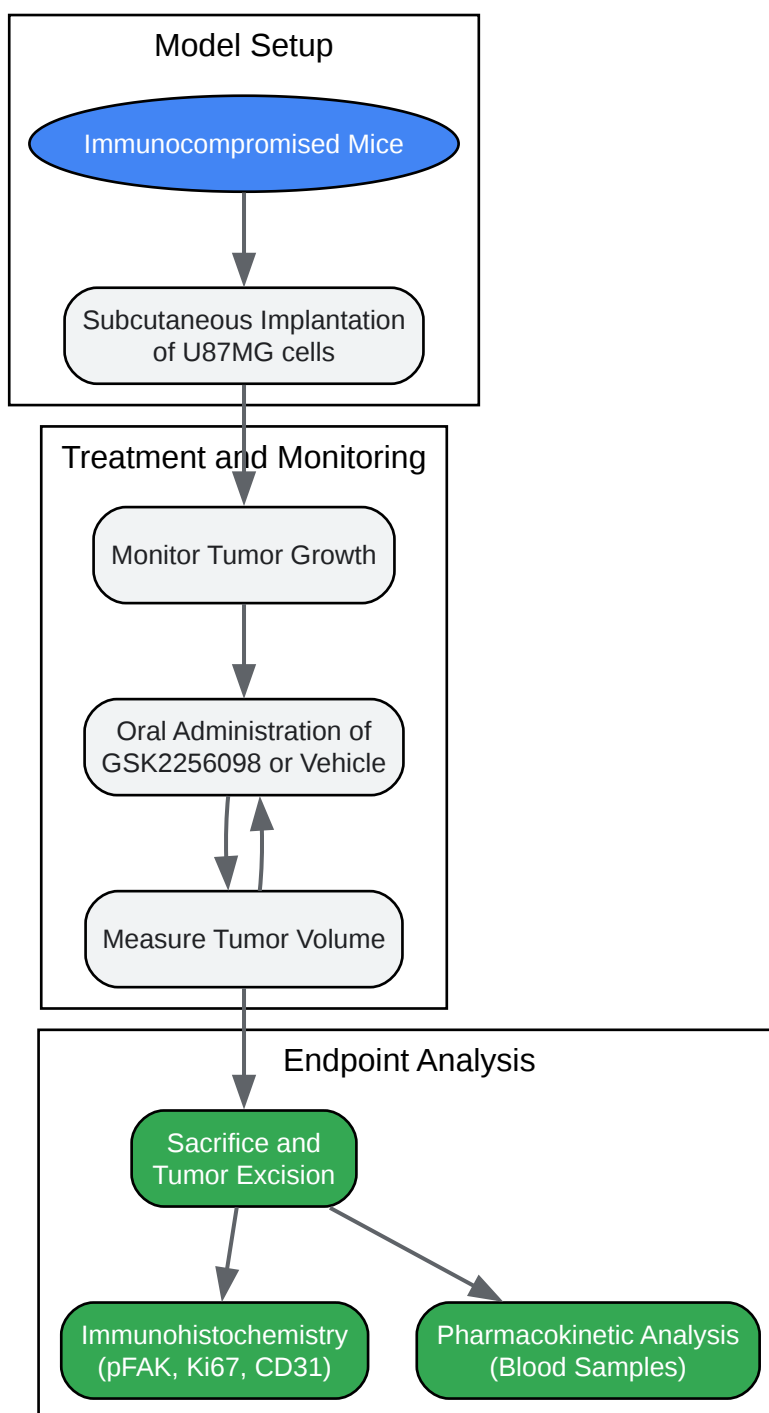 Model Setup
Immunocompromised Mice
Subcutaneous Implantation
of U87MG cells
Treatment and Monitoring
Monitor Tumor Growth
Oral Administration of
GSK2256098 or Vehicle
Measure Tumor Volume
Endpoint Analysis
Sacrifice and
Tumor Excision
Immunohistochemistry
(pFAK, Ki67, CD31)
Pharmacokinetic Analysis
(Blood Samples)